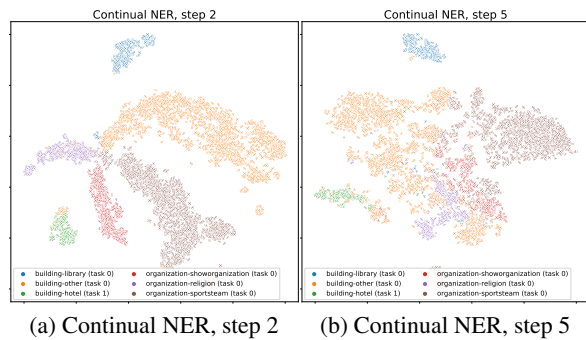 Continual NER, step 2
building-library (task 0)
building-other (task 0)
building-hotel (task 1)
organization-showorganization (task 0)
organization-religion (task 0)
organization-sportsteam (task 0)
(a) Continual NER, step 2
Continual NER, step 5
building-library (task 0)
building-other (task 0)
building-hotel (task 1)
organization-showorganization (task 0)
organization-religion (task 0)
organization-sportsteam (task 0)
(b) Continual NER, step 5